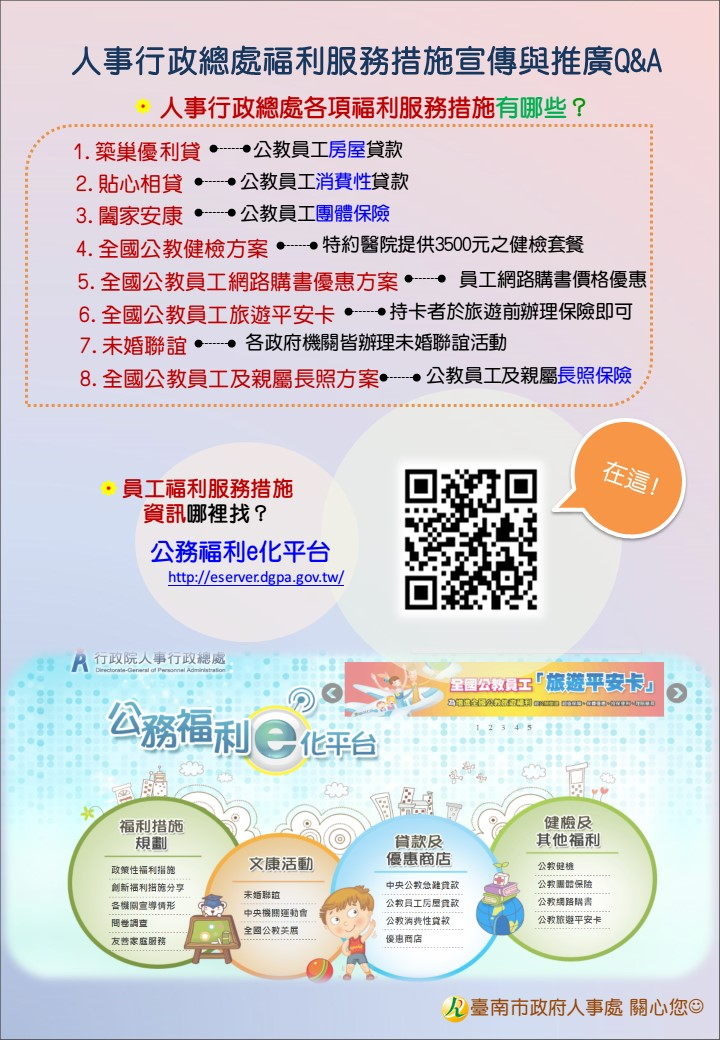 人事行政總處福利服務措施宣傳與推廣Q&A
人事行政總處各項福利服務措施有哪些？
1. 築巢優利貸 公教員工房屋貸款
2. 貼心相貸 公教員工消費性貸款
3. 闔家安康 公教員工團體保險
4. 全國公教健檢方案 特約醫院提供3500元之健檢套餐
5. 全國公教員工網路購書優惠方案 員工網路購書價格優惠
6. 全國公教員工旅遊平安卡 持卡者於旅遊前辦理保險即可
7. 未婚聯誼 各政府機關皆辦理未婚聯誼活動
8. 全國公教員工及親屬長照方案 公教員工及親屬長照保險
在這!
員工福利服務措施
資訊哪裡找？
公務福利e化平台
http://eserver.dgpa.gov.tw/
行政院人事行政總處
Directorate-General of Personnel Administration
全國公教員工「旅遊平安卡」
為增進全國公教旅遊福利
1 2 3 4 5
公務福利e化平台
福利措施
規劃
政策性福利措施
創新福利措施分享
各機關宣導情形
問卷調查
友善家庭服務
文康活動
未婚聯誼
中央機關運動會
全國公教美展
貸款及
優惠商店
中央公教急難貸款
公教員工房屋貸款
公教消費性貸款
優惠商店
健檢及
其他福利
公教健檢
公教團體保險
公教網路購書
公教旅遊平安卡
臺南市政府人事處 關心您☺